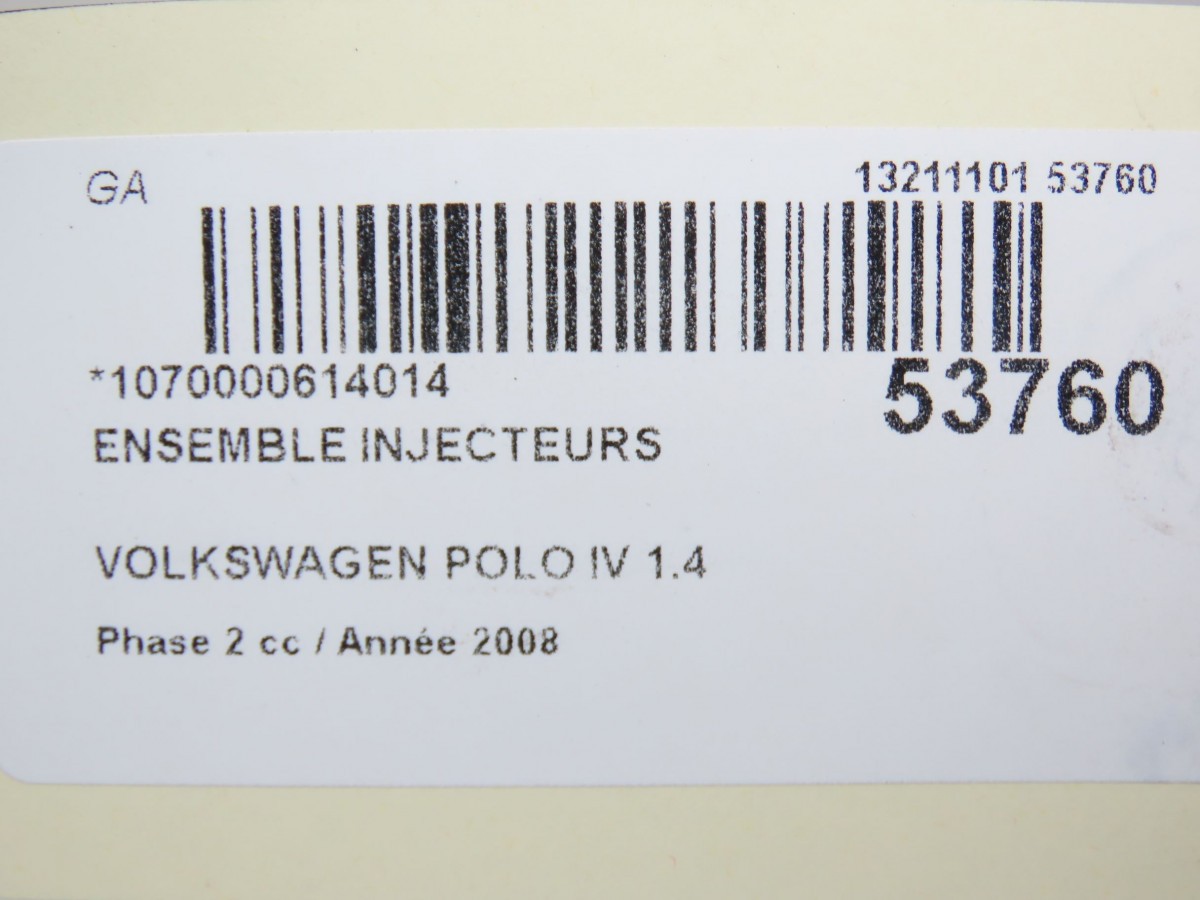 GA
13211101 53760
*1070000614014
53760
ENSEMBLE INJECTEURS
VOLKSWAGEN POLO IV 1.4
Phase 2 cc / Année 2008